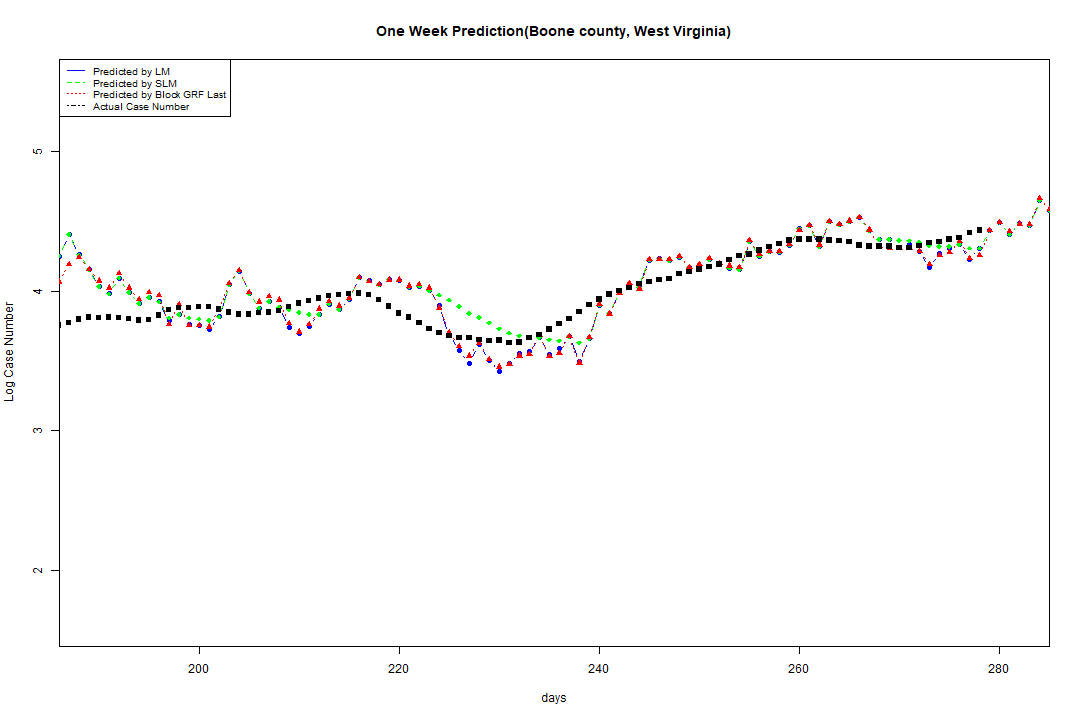 One Week Prediction(Boone county, West Virginia)
Predicted by LM
Predicted by SLM
Predicted by Block GRF Last
Actual Case Number
5
4
3
2
Log Case Number
200 220 240 260 280
days